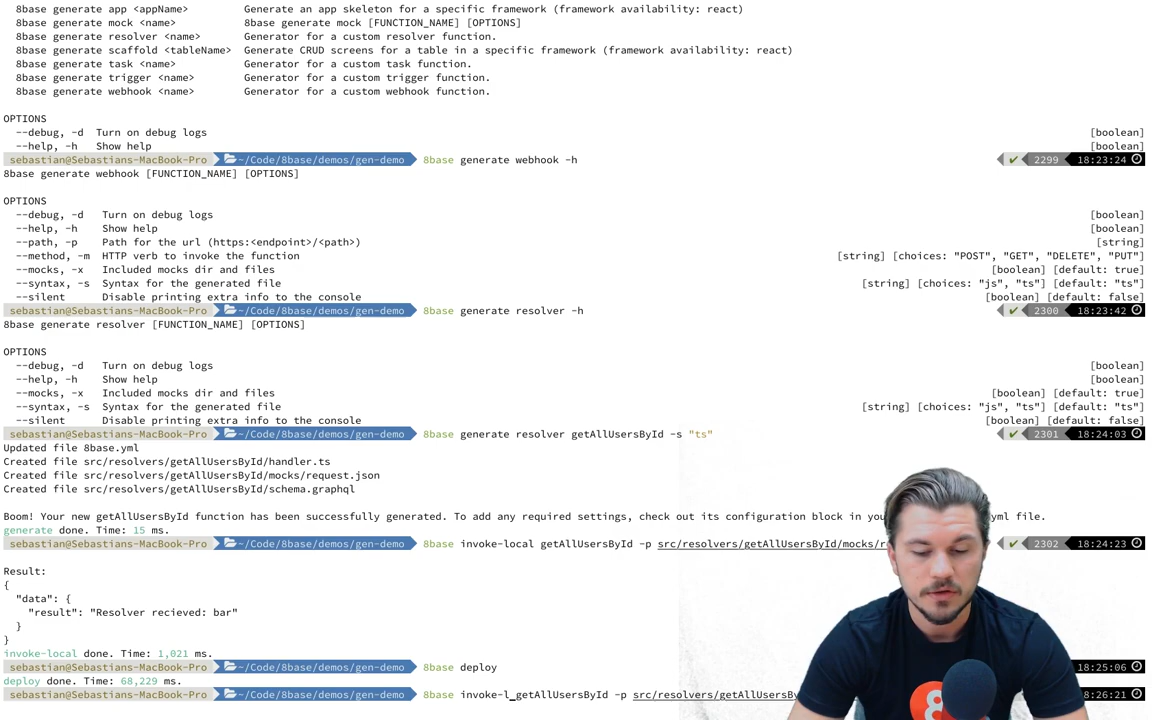 8base generate app <appName>          Generate an app skeleton for a specific framework (framework availability: react)
8base generate mock <name>            8base generate mock [FUNCTION_NAME] [OPTIONS]
8base generate resolver <name>        Generator for a custom resolver function.
8base generate scaffold <tableName>   Generate CRUD screens for a table in a specific framework (framework availability: react)
8base generate task <name>            Generator for a custom task function.
8base generate trigger <name>         Generator for a custom trigger function.
8base generate webhook <name>         Generator for a custom webhook function.
OPTIONS
--debug, -d  Turn on debug logs  [boolean]
--help, -h   Show help  [boolean]
sebastian@Sebastians-MacBook-Pro ~/Code/8base/demos/gen-demo 8base generate webhook -h ✔ 2299 18:23:24
8base generate webhook [FUNCTION_NAME] [OPTIONS]
OPTIONS
--debug, -d   Turn on debug logs  [boolean]
--help, -h    Show help  [boolean]
--path, -p    Path for the url (https:<endpoint>/<path>)  [string]
--method, -m  HTTP verb to invoke the function  [string] [choices: "POST", "GET", "DELETE", "PUT"]
--mocks, -x   Included mocks dir and files  [boolean] [default: true]
--syntax, -s  Syntax for the generated file  [string] [choices: "js", "ts"] [default: "ts"]
--silent      Disable printing extra info to the console  [boolean] [default: false]
sebastian@Sebastians-MacBook-Pro ~/Code/8base/demos/gen-demo 8base generate resolver -h ✔ 2300 18:23:42
8base generate resolver [FUNCTION_NAME] [OPTIONS]
OPTIONS
--debug, -d   Turn on debug logs  [boolean]
--help, -h    Show help  [boolean]
--mocks, -x   Included mocks dir and files  [boolean] [default: true]
--syntax, -s  Syntax for the generated file  [string] [choices: "js", "ts"] [default: "ts"]
--silent      Disable printing extra info to the console  [boolean] [default: false]
sebastian@Sebastians-MacBook-Pro ~/Code/8base/demos/gen-demo 8base generate resolver getAllUsersById -s "ts" ✔ 2301 18:24:03
Updated file 8base.yml
Created file src/resolvers/getAllUsersById/handler.ts
Created file src/resolvers/getAllUsersById/mocks/request.json
Created file src/resolvers/getAllUsersById/schema.graphql
Boom! Your new getAllUsersById function has been successfully generated. To add any required settings, check out its configuration block in yml file.
generate done. Time: 15 ms.
sebastian@Sebastians-MacBook-Pro ~/Code/8base/demos/gen-demo 8base invoke-local getAllUsersById -p src/resolvers/getAllUsersById/mocks/r ✔ 2302 18:24:23
Result:
{
"data": {
"result": "Resolver recieved: bar"
}
}
invoke-local done. Time: 1,021 ms.
sebastian@Sebastians-MacBook-Pro ~/Code/8base/demos/gen-demo 8base deploy 18:25:06
deploy done. Time: 68,229 ms.
sebastian@Sebastians-MacBook-Pro ~/Code/8base/demos/gen-demo 8base invoke-l_getAllUsersById -p src/resolvers/getAllUsersBy 8:26:21